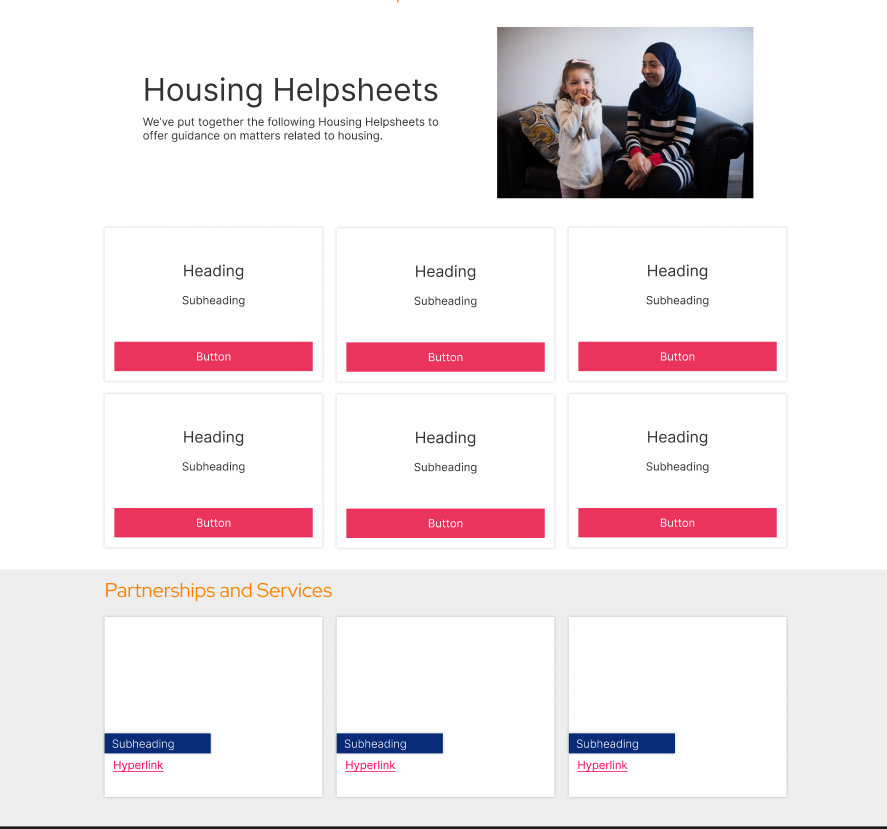 Housing Helpsheets
We've put together the following Housing Helpsheets to
offer guidance on matters related to housing.
Heading
Subheading
Button
Heading
Subheading
Button
Heading
Subheading
Button
Heading
Subheading
Button
Heading
Subheading
Button
Heading
Subheading
Button
Partnerships and Services
Subheading
Hyperlink
Subheading
Hyperlink
Subheading
Hyperlink